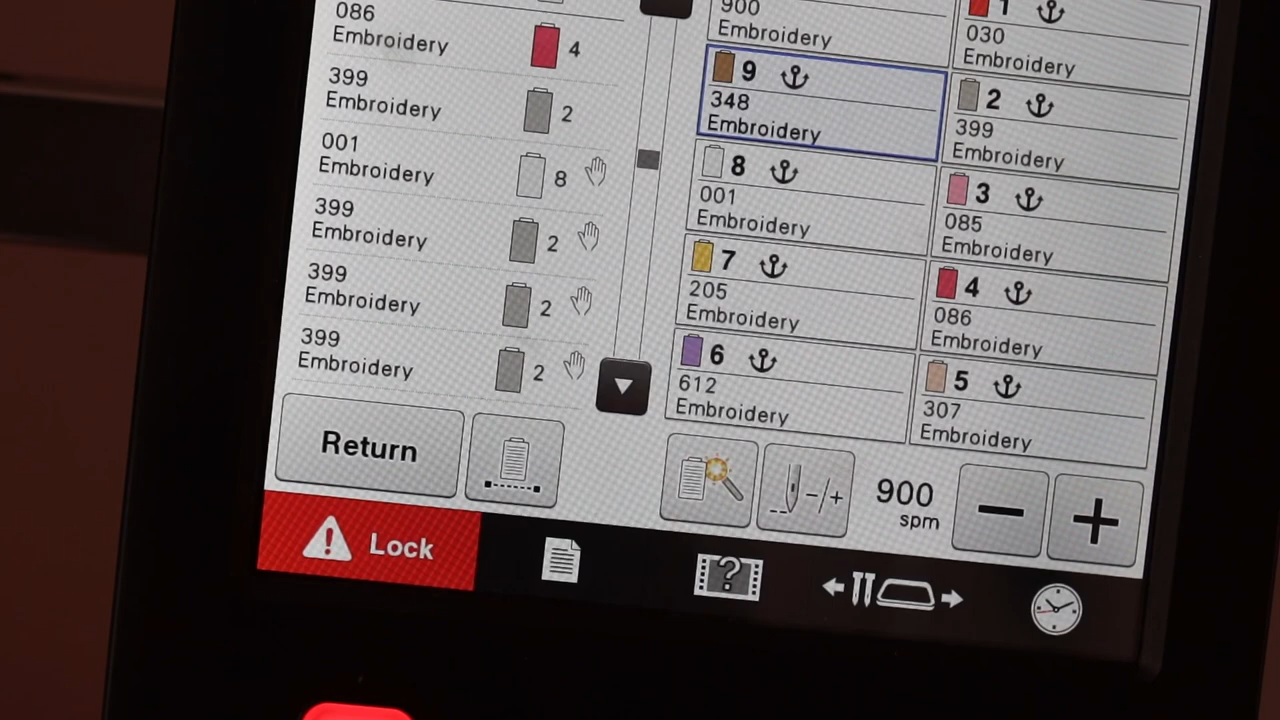 086
Embroidery
4
399
Embroidery
2
001
Embroidery
8
399
Embroidery
2
399
Embroidery
2
399
Embroidery
2
900
Embroidery
9
348
Embroidery
8
001
Embroidery
7
205
Embroidery
6
612
Embroidery
1
030
Embroidery
2
399
Embroidery
3
085
Embroidery
4
086
Embroidery
5
307
Embroidery
Return
-/+
900
spm
−
+
! Lock
?